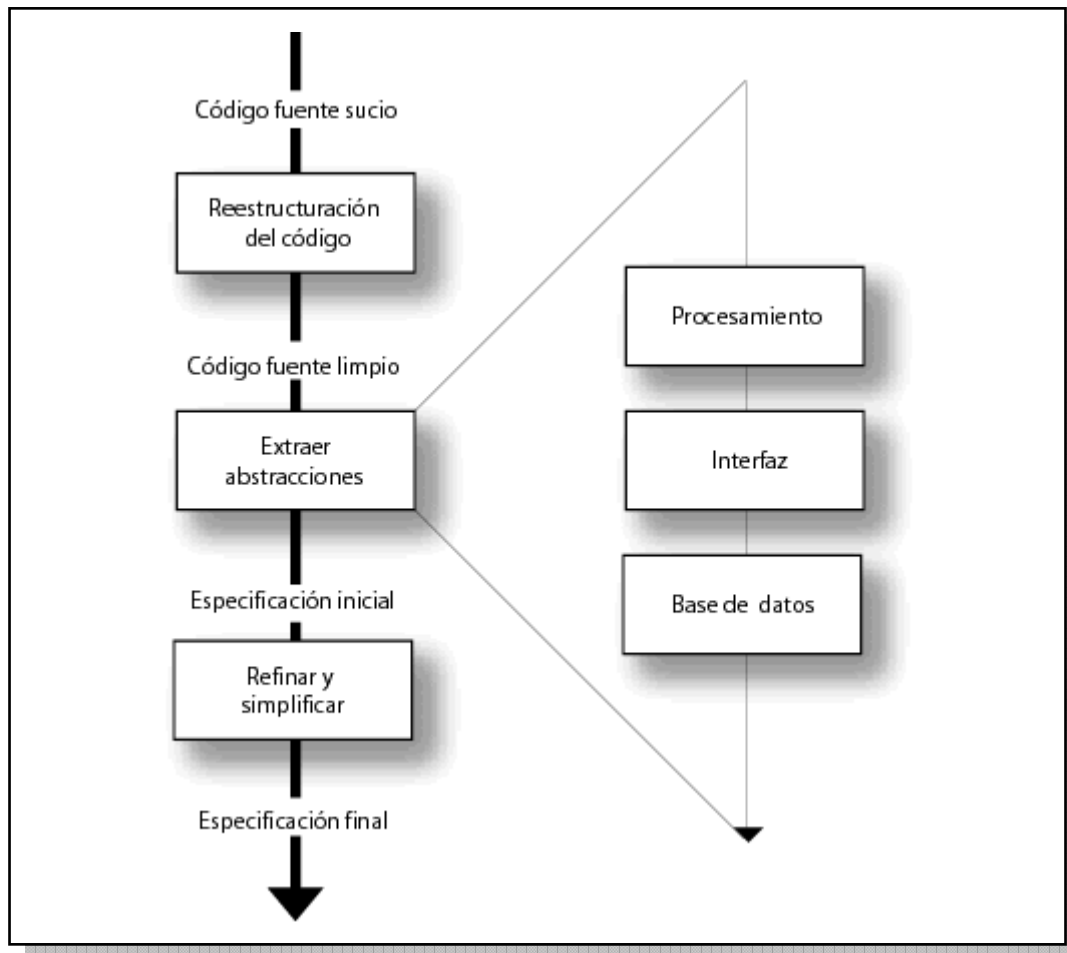 Código fuente sucio
Reestructuración
del código
Código fuente limpio
Extraer
abstracciones
Especificación inicial
Refinar y
simplificar
Especificación final
Procesamiento
Interfaz
Base de datos